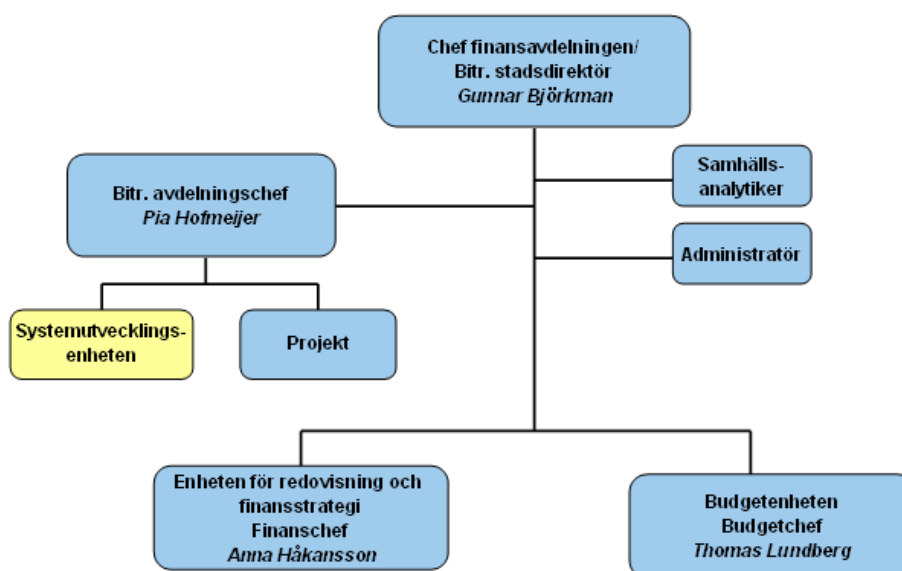 Chef finansavdelningen/
Bitr. stadsdirektör
Gunnar Björkman
Samhälls-
analytiker
Bitr. avdelningschef
Pia Hofmeijer
Administratör
Systemutvecklings-
enheten
Projekt
Enheten för redovisning och
finansstrategi
Finanschef
Anna Håkansson
Budgetenheten
Budgetchef
Thomas Lundberg